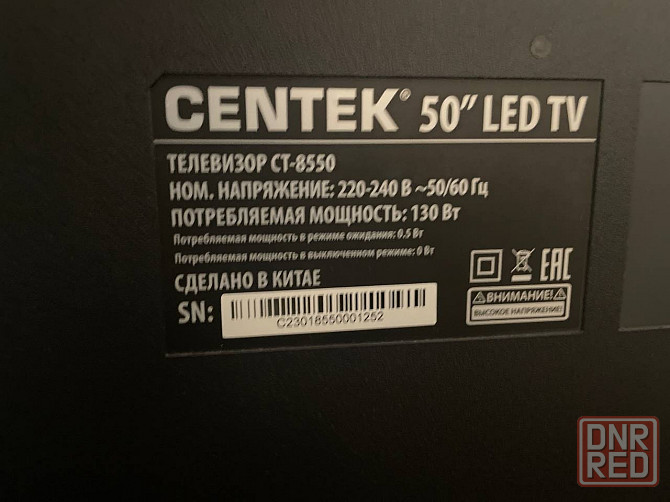 CENTEK® 50" LED TV
ТЕЛЕВИЗОР CT-8550
НОМ. НАПРЯЖЕНИЕ: 220-240 В ~50/60 Гц
ПОТРЕБЛЯЕМАЯ МОЩНОСТЬ: 130 Вт
Потребляемая мощность в режиме ожидания: 0.5 Вт
Потребляемая мощность в выключенном режиме: 0 Вт
СДЕЛАНО В КИТАЕ
EAC
SN:
C23018550001252
ВНИМАНИЕ!
ВЫСОКОЕ НАПРЯЖЕНИЕ!
DNR
RED